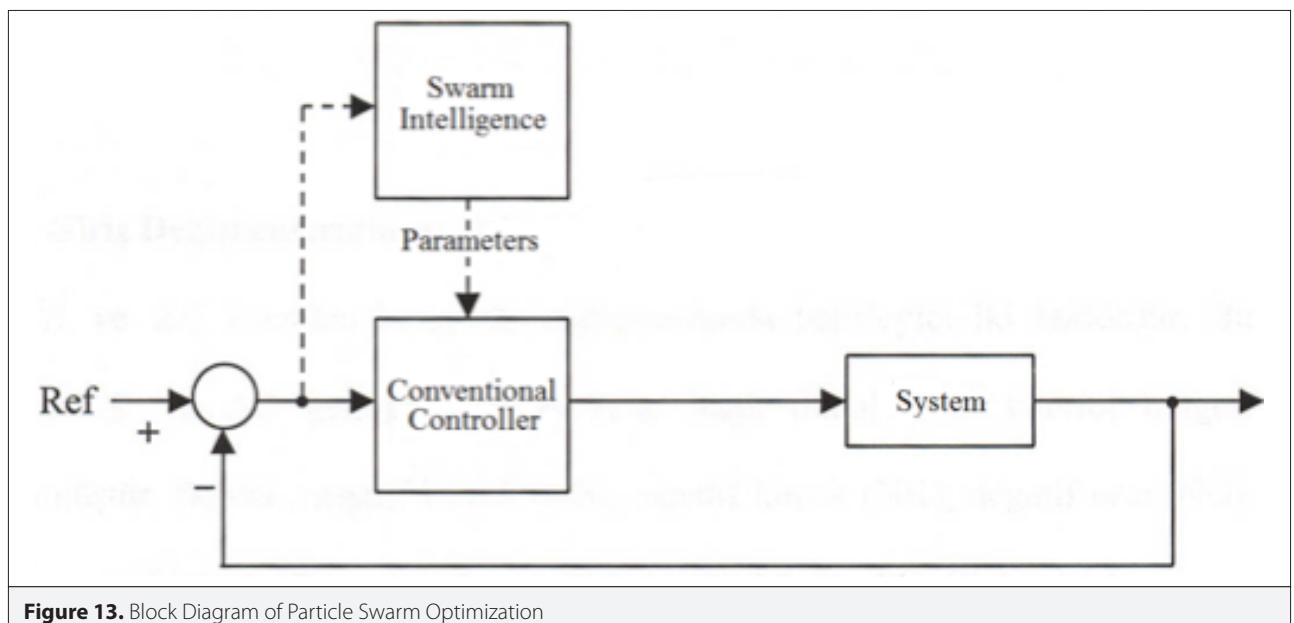 Swarm
Intelligence
Parameters
Conventional
Controller
System
Ref
+
−
Figure 13. Block Diagram of Particle Swarm Optimization